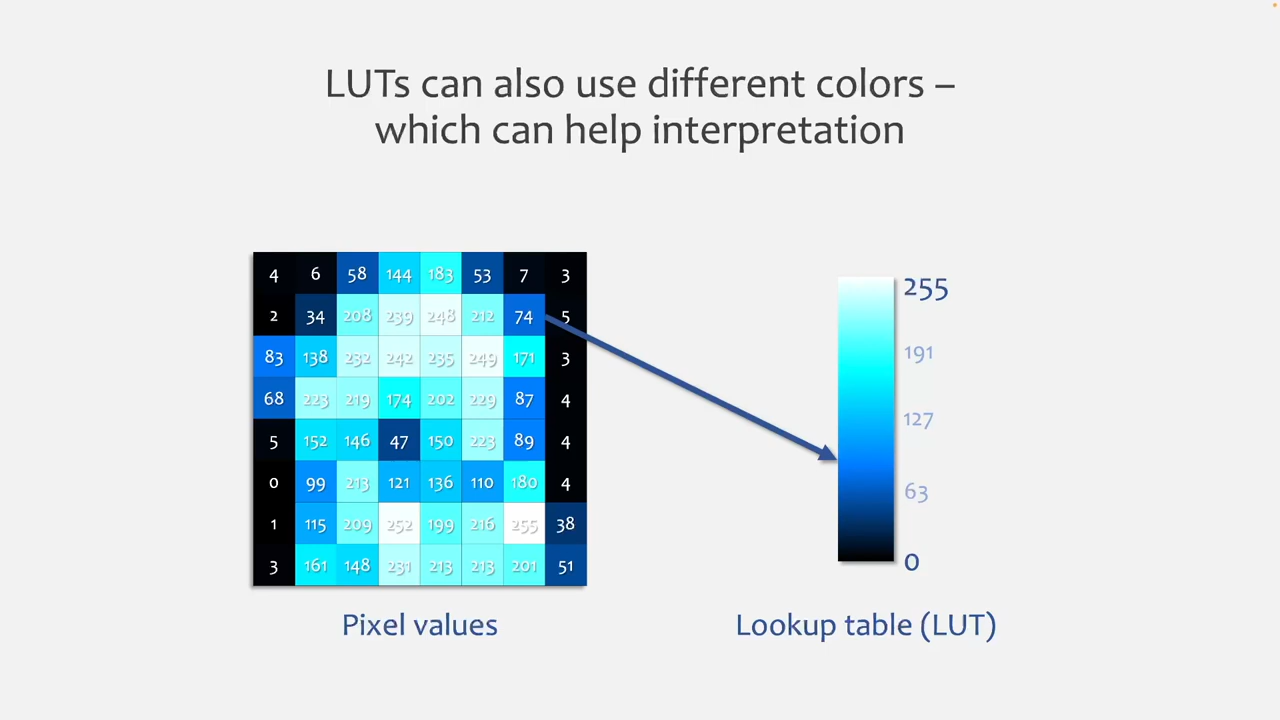 LUTs can also use different colors –
which can help interpretation
4 6 58 144 183 53 7 3
2 34 208 239 248 212 74 5
83 138 232 242 235 249 171 3
68 223 219 174 202 229 87 4
5 152 146 47 150 223 89 4
0 99 213 121 136 110 180 4
1 115 209 252 199 216 255 38
3 161 148 231 213 213 201 51
255
191
127
63
0
Pixel values
Lookup table (LUT)